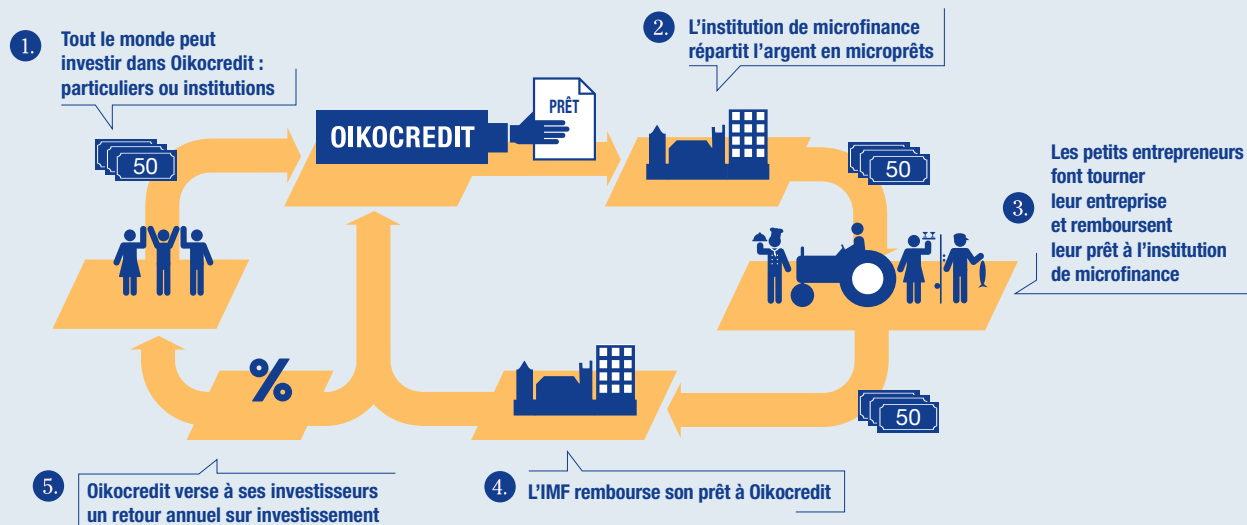 1.
Tout le monde peut
investir dans Oikocredit :
particuliers ou institutions
50
OIKOCREDIT
PRÊT
2.
L’institution de microfinance
répartit l’argent en microprêts
50
3.
Les petits entrepreneurs
font tourner
leur entreprise
et remboursent
leur prêt à l’institution
de microfinance
50
4.
L’IMF rembourse son prêt à Oikocredit
%
5.
Oikocredit verse à ses investisseurs
un retour annuel sur investissement